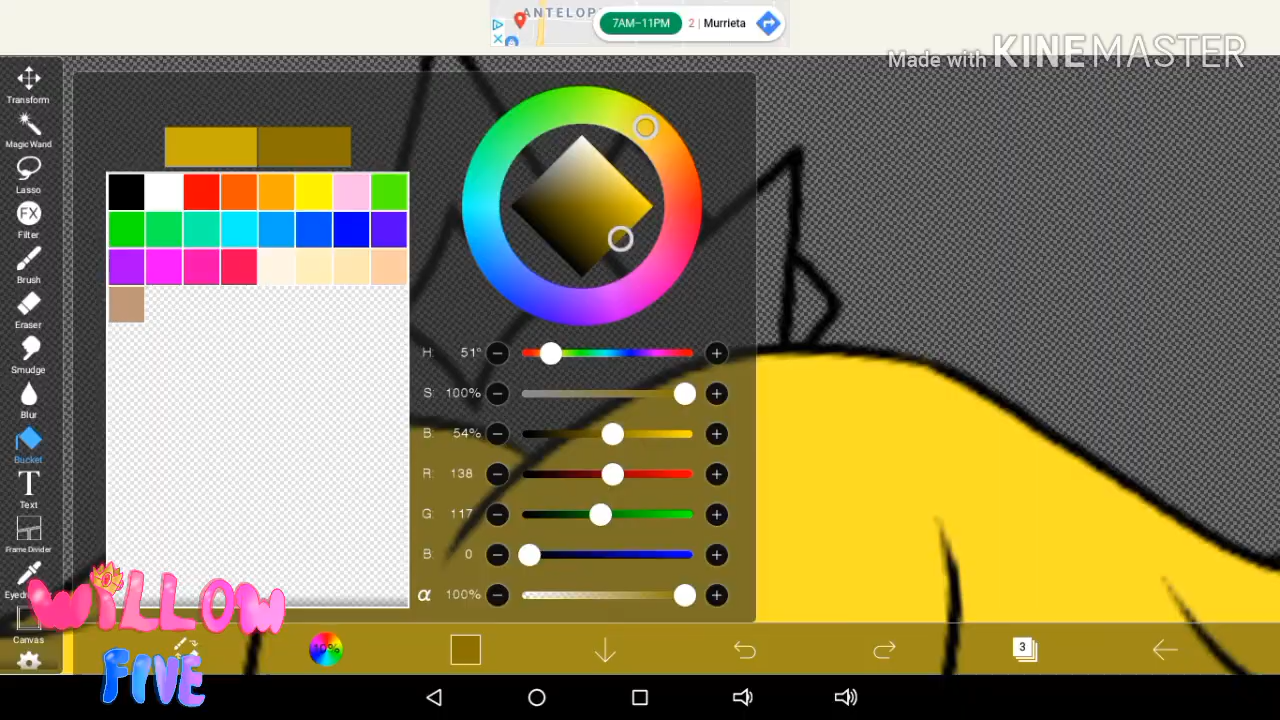 ANTELOP
7AM–11PM 2 | Murrieta
Made with KINEMASTER
Transform
Magic Wand
Lasso
FX
Filter
Brush
Eraser
Smudge
Blur
Bucket
T
Text
Frame Divider
Canvas
H: 51°
S: 100%
B: 54%
R: 138
G: 117
B: 0
α 100%
WiLLOW
FIVE
3